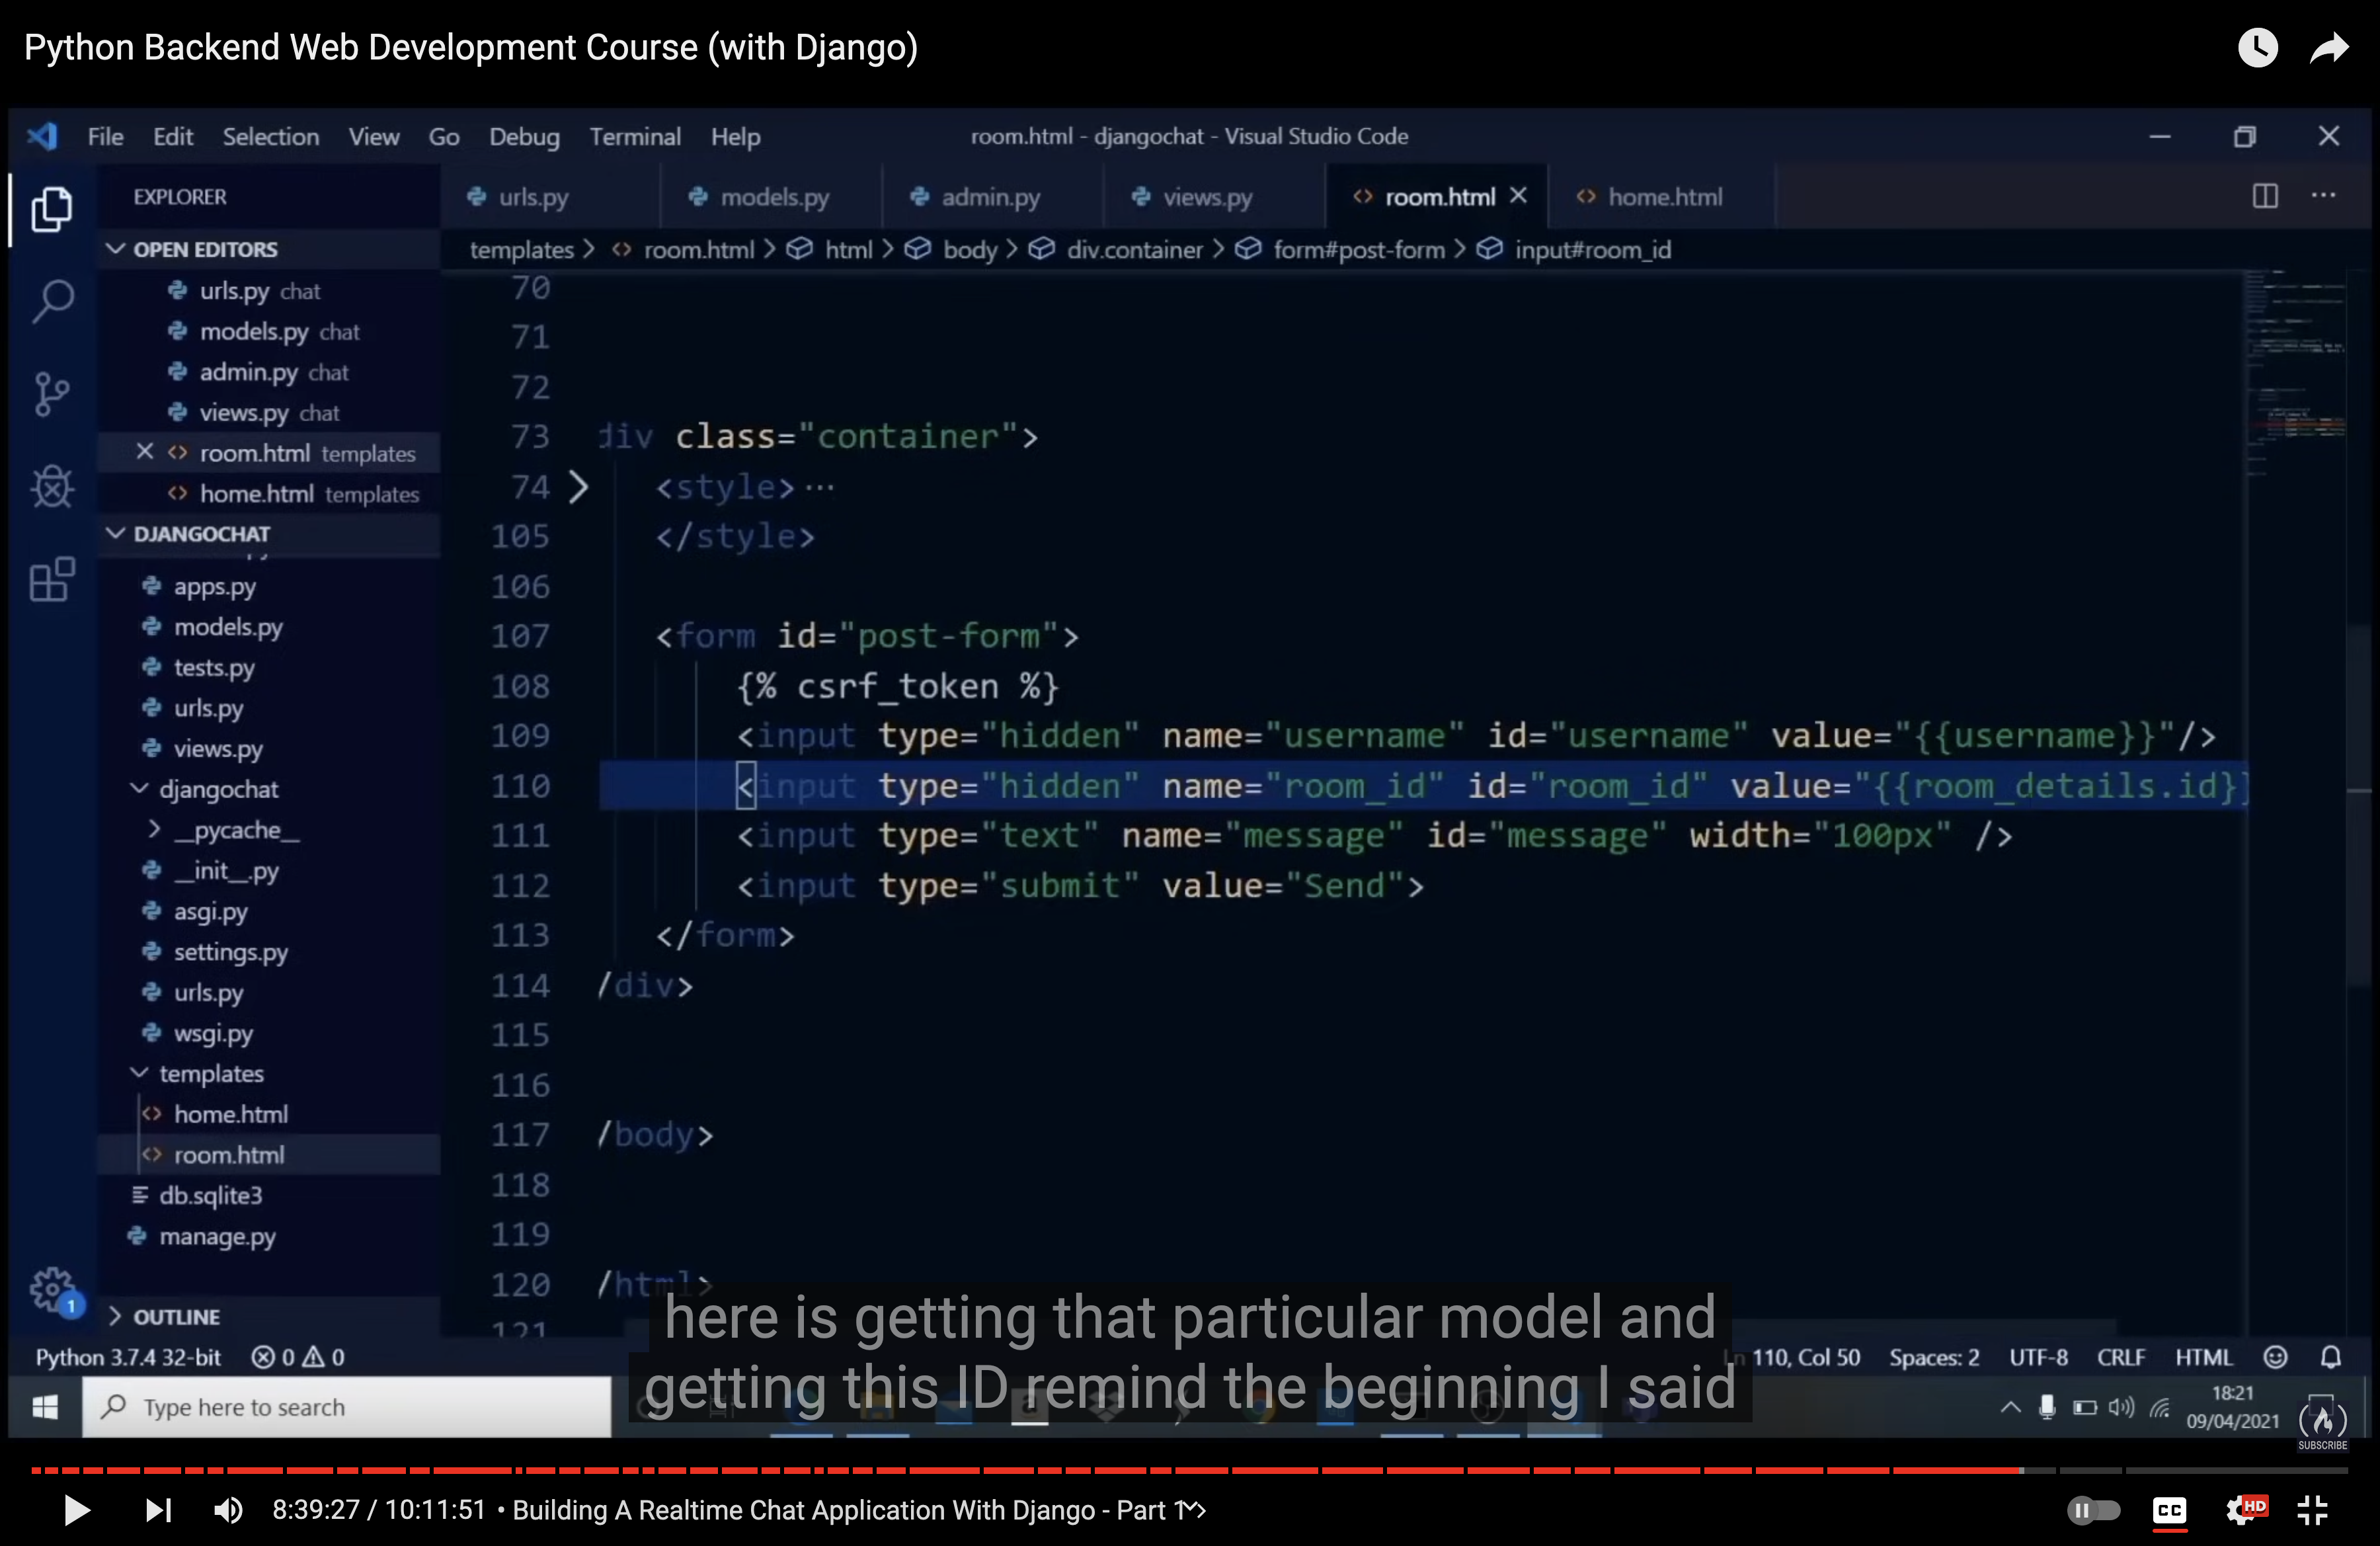 Python Backend Web Development Course (with Django)
File Edit Selection View Go Debug Terminal Help
room.html - djangochat - Visual Studio Code
EXPLORER
urls.py models.py admin.py views.py room.html home.html
OPEN EDITORS
templates > room.html > html > body > div.container > form#post-form > input#room_id
urls.py chat
models.py chat
admin.py chat
views.py chat
room.html templates
home.html templates
DJANGOCHAT
apps.py
models.py
tests.py
urls.py
views.py
djangochat
__pycache__
__init__.py
asgi.py
settings.py
urls.py
wsgi.py
templates
home.html
room.html
db.sqlite3
manage.py
OUTLINE
70
71
72
73 div class="container">
74 <style>···
105 </style>
106
107 <form id="post-form">
108 {% csrf_token %}
109 <input type="hidden" name="username" id="username" value="{{username}}"/>
110 <input type="hidden" name="room_id" id="room_id" value="{{room_details.id}}
111 <input type="text" name="message" id="message" width="100px" />
112 <input type="submit" value="Send">
113 </form>
114 /div>
115
116
117 /body>
118
119
120 /html>
121
here is getting that particular model and
getting this ID remind the beginning I said
1
Python 3.7.4 32-bit 0 0
Ln 110, Col 50 Spaces: 2 UTF-8 CRLF HTML
Type here to search
18:21
09/04/2021
SUBSCRIBE
8:39:27 / 10:11:51 • Building A Realtime Chat Application With Django - Part 1
CC
HD